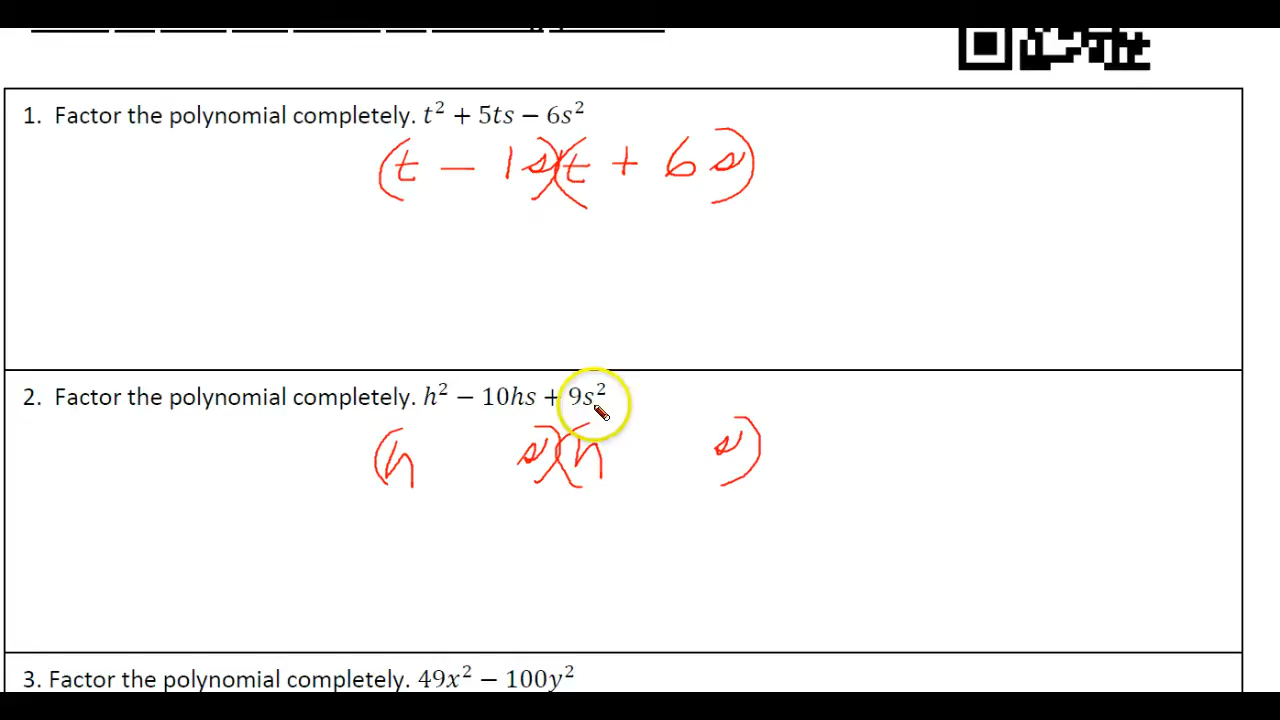 1. Factor the polynomial completely. t² + 5ts − 6s²
(t − 1s)(t + 6s)
2. Factor the polynomial completely. h² − 10hs + 9s²
(h s)(h s)
3. Factor the polynomial completely. 49x² − 100y²